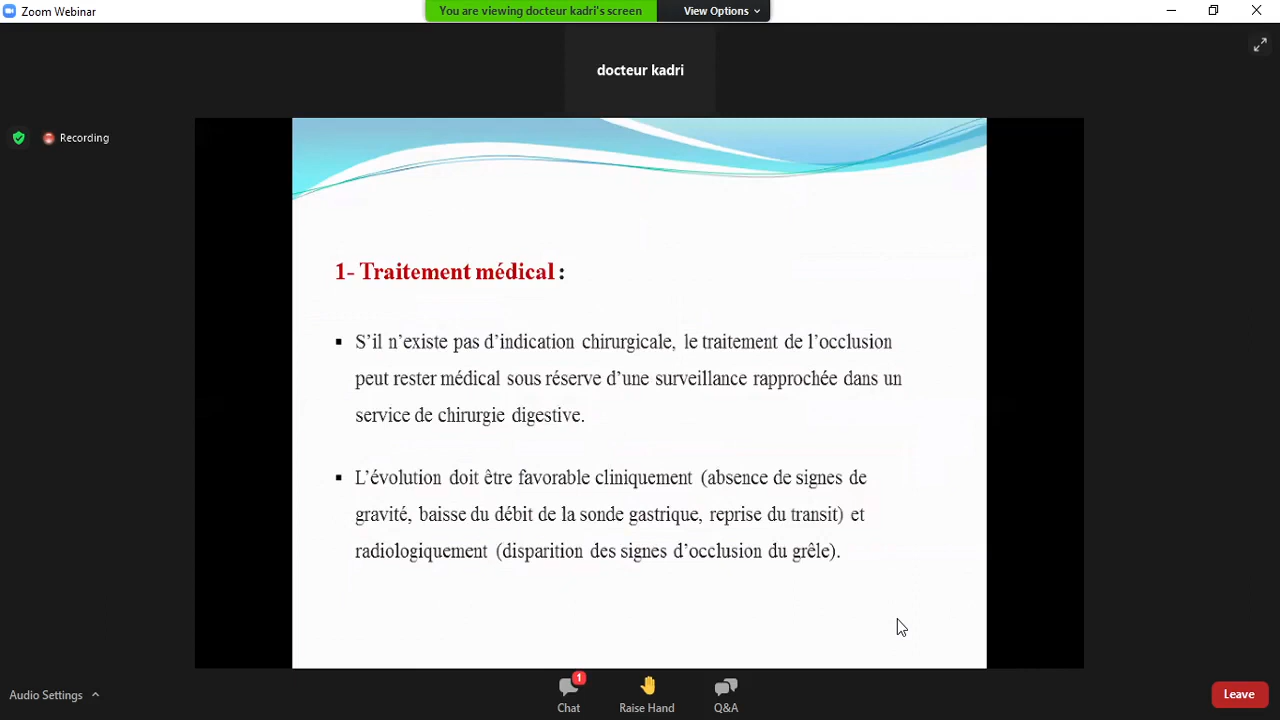 Zoom Webinar
You are viewing docteur kadri's screen
View Options
docteur kadri
Recording
1- Traitement médical :
S’il n’existe pas d’indication chirurgicale, le traitement de l’occlusion
peut rester médical sous réserve d’une surveillance rapprochée dans un
service de chirurgie digestive.
L’évolution doit être favorable cliniquement (absence de signes de
gravité, baisse du débit de la sonde gastrique, reprise du transit) et
radiologiquement (disparition des signes d’occlusion du grêle).
Audio Settings
1
Chat
Raise Hand
Q&A
Leave